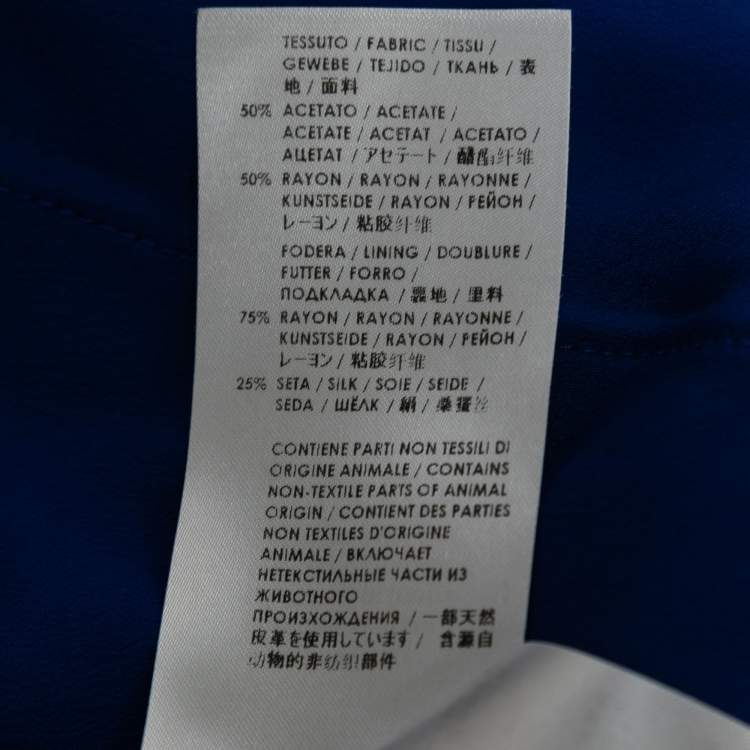 TESSUTO / FABRIC / TISSU /
GEWEBE / TEJIDO / ТКАНЬ / 表
地 / 面料
50% ACETATO / ACETATE /
ACETATE / ACETAT / ACETATO /
АЦЕТАТ / アセテート / 醋酯纤维
50% RAYON / RAYON / RAYONNE /
KUNSTSEIDE / RAYON / РЕЙОН /
レーヨン / 粘胶纤维
FODERA / LINING / DOUBLURE /
FUTTER / FORRO /
ПОДКЛАДКА / 裏地 / 里料
75% RAYON / RAYON / RAYONNE /
KUNSTSEIDE / RAYON / РЕЙОН /
レーヨン / 粘胶纤维
25% SETA / SILK / SOIE / SEIDE /
SEDA / ШЁЛК / 絹 / 桑蚕丝
CONTIENE PARTI NON TESSILI DI
ORIGINE ANIMALE / CONTAINS
NON-TEXTILE PARTS OF ANIMAL
ORIGIN / CONTIENT DES PARTIES
NON TEXTILES D'ORIGINE
ANIMALE / ВКЛЮЧАЕТ
НЕТЕКСТИЛЬНЫЕ ЧАСТИ ИЗ
ЖИВОТНОГО
ПРОИЗХОЖДЕНИЯ / 一部天然
皮革を使用しています / 含源自
动物的非纺织部件